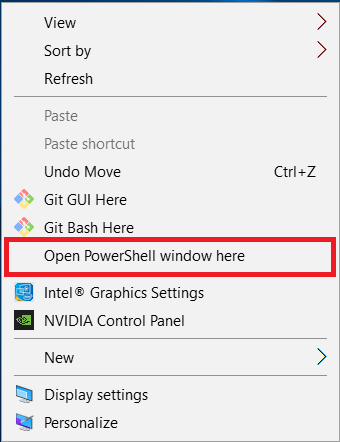 View
Sort by
Refresh
Paste
Paste shortcut
Undo Move Ctrl+Z
Git GUI Here
Git Bash Here
Open PowerShell window here
Intel® Graphics Settings
NVIDIA Control Panel
New
Display settings
Personalize